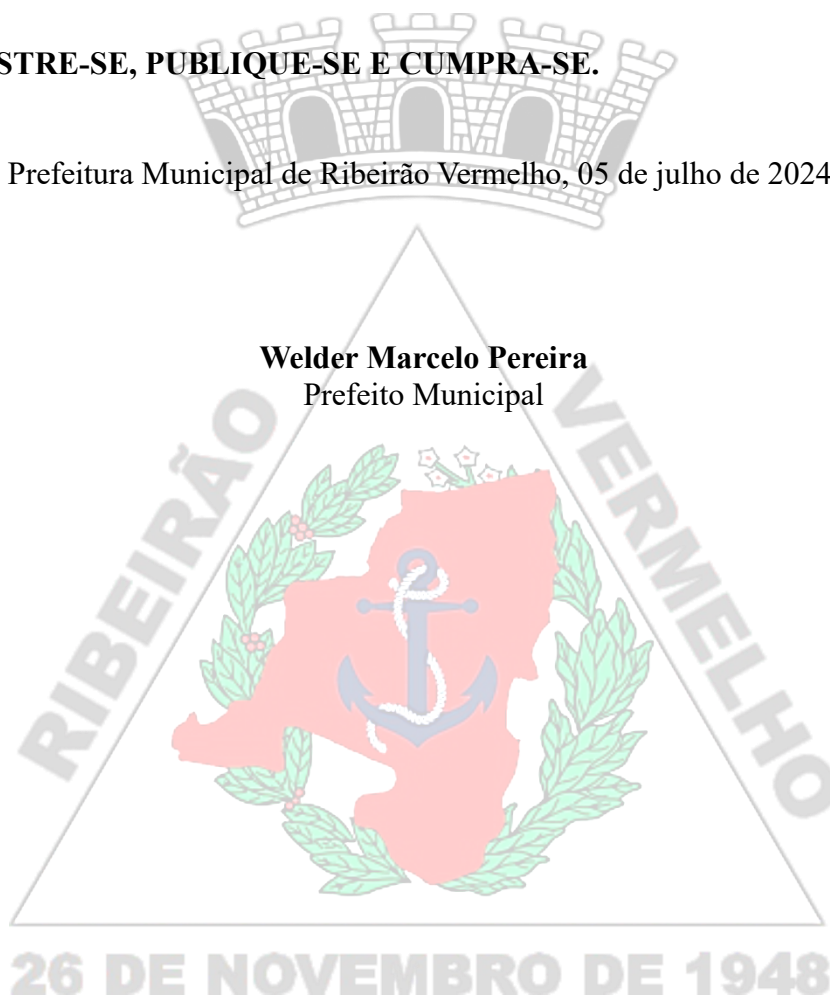 STRE-SE, PUBLIQUE-SE E CUMPRA-SE.
Prefeitura Municipal de Ribeirão Vermelho, 05 de julho de 2024
Welder Marcelo Pereira
Prefeito Municipal
RIBEIRÃO
VERMELHO
26 DE NOVEMBRO DE 1948